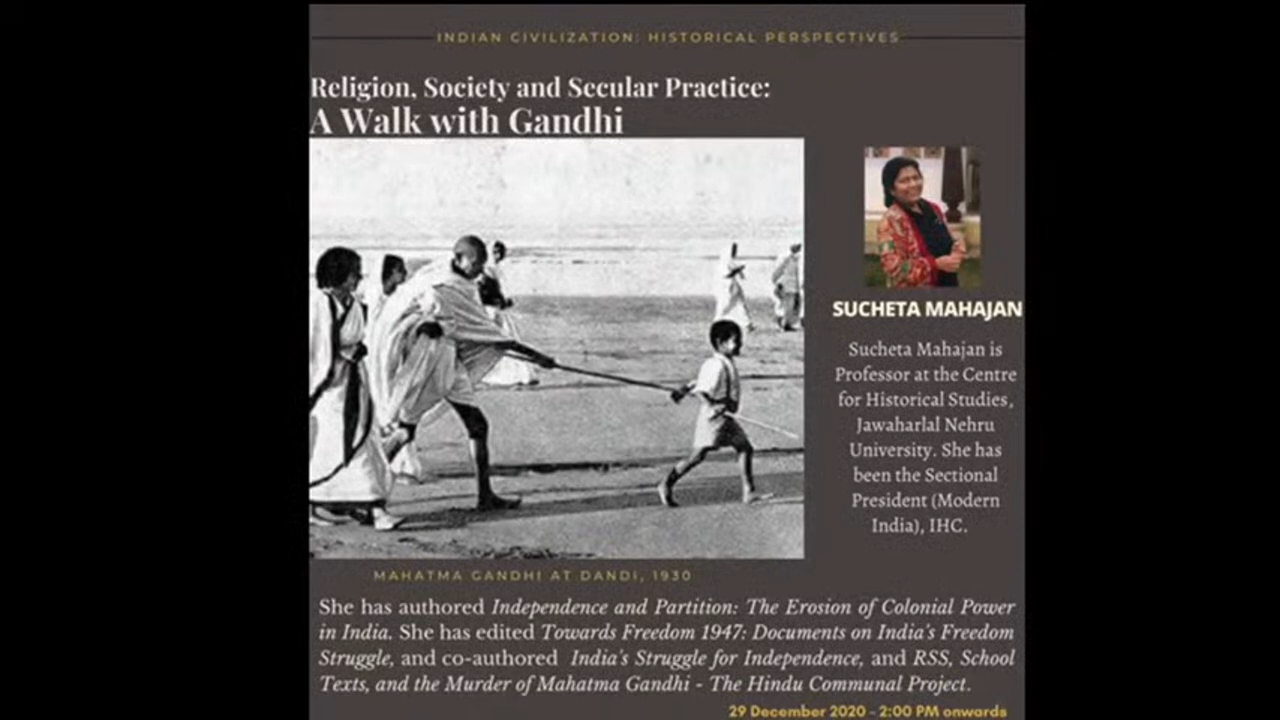 INDIAN CIVILIZATION: HISTORICAL PERSPECTIVES
Religion, Society and Secular Practice:
A Walk with Gandhi
SUCHETA MAHAJAN
Sucheta Mahajan is
Professor at the Centre
for Historical Studies,
Jawaharlal Nehru
University. She has
been the Sectional
President (Modern
India), IHC.
MAHATMA GANDHI AT DANDI, 1930
She has authored Independence and Partition: The Erosion of Colonial Power
in India. She has edited Towards Freedom 1947: Documents on India's Freedom
Struggle, and co-authored India's Struggle for Independence, and RSS, School
Texts, and the Murder of Mahatma Gandhi - The Hindu Communal Project.
29 December 2020 - 2:00 PM onwards